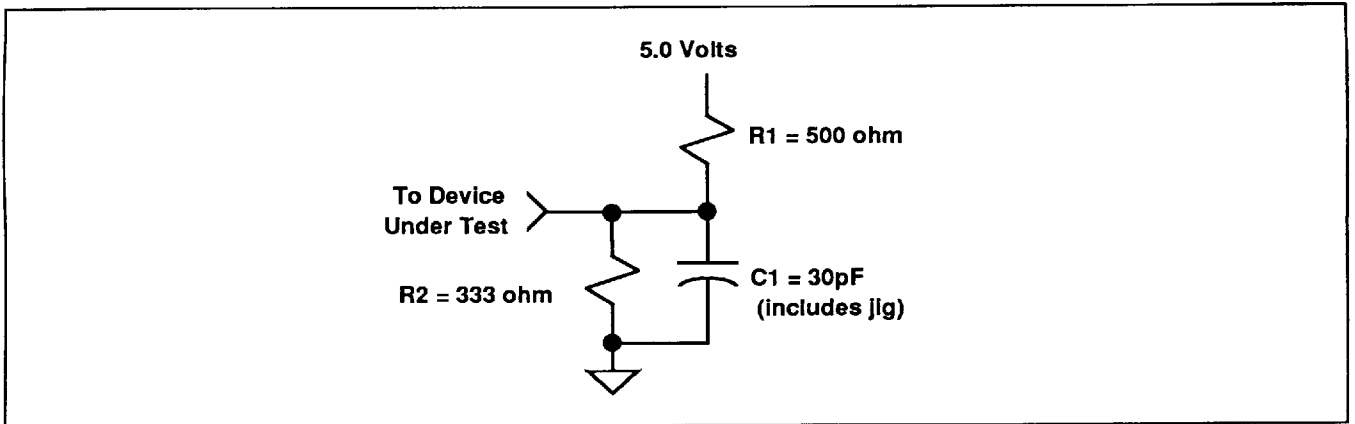 5.0 Volts
R1 = 500 ohm
To Device
Under Test
R2 = 333 ohm
C1 = 30pF
(includes jig)